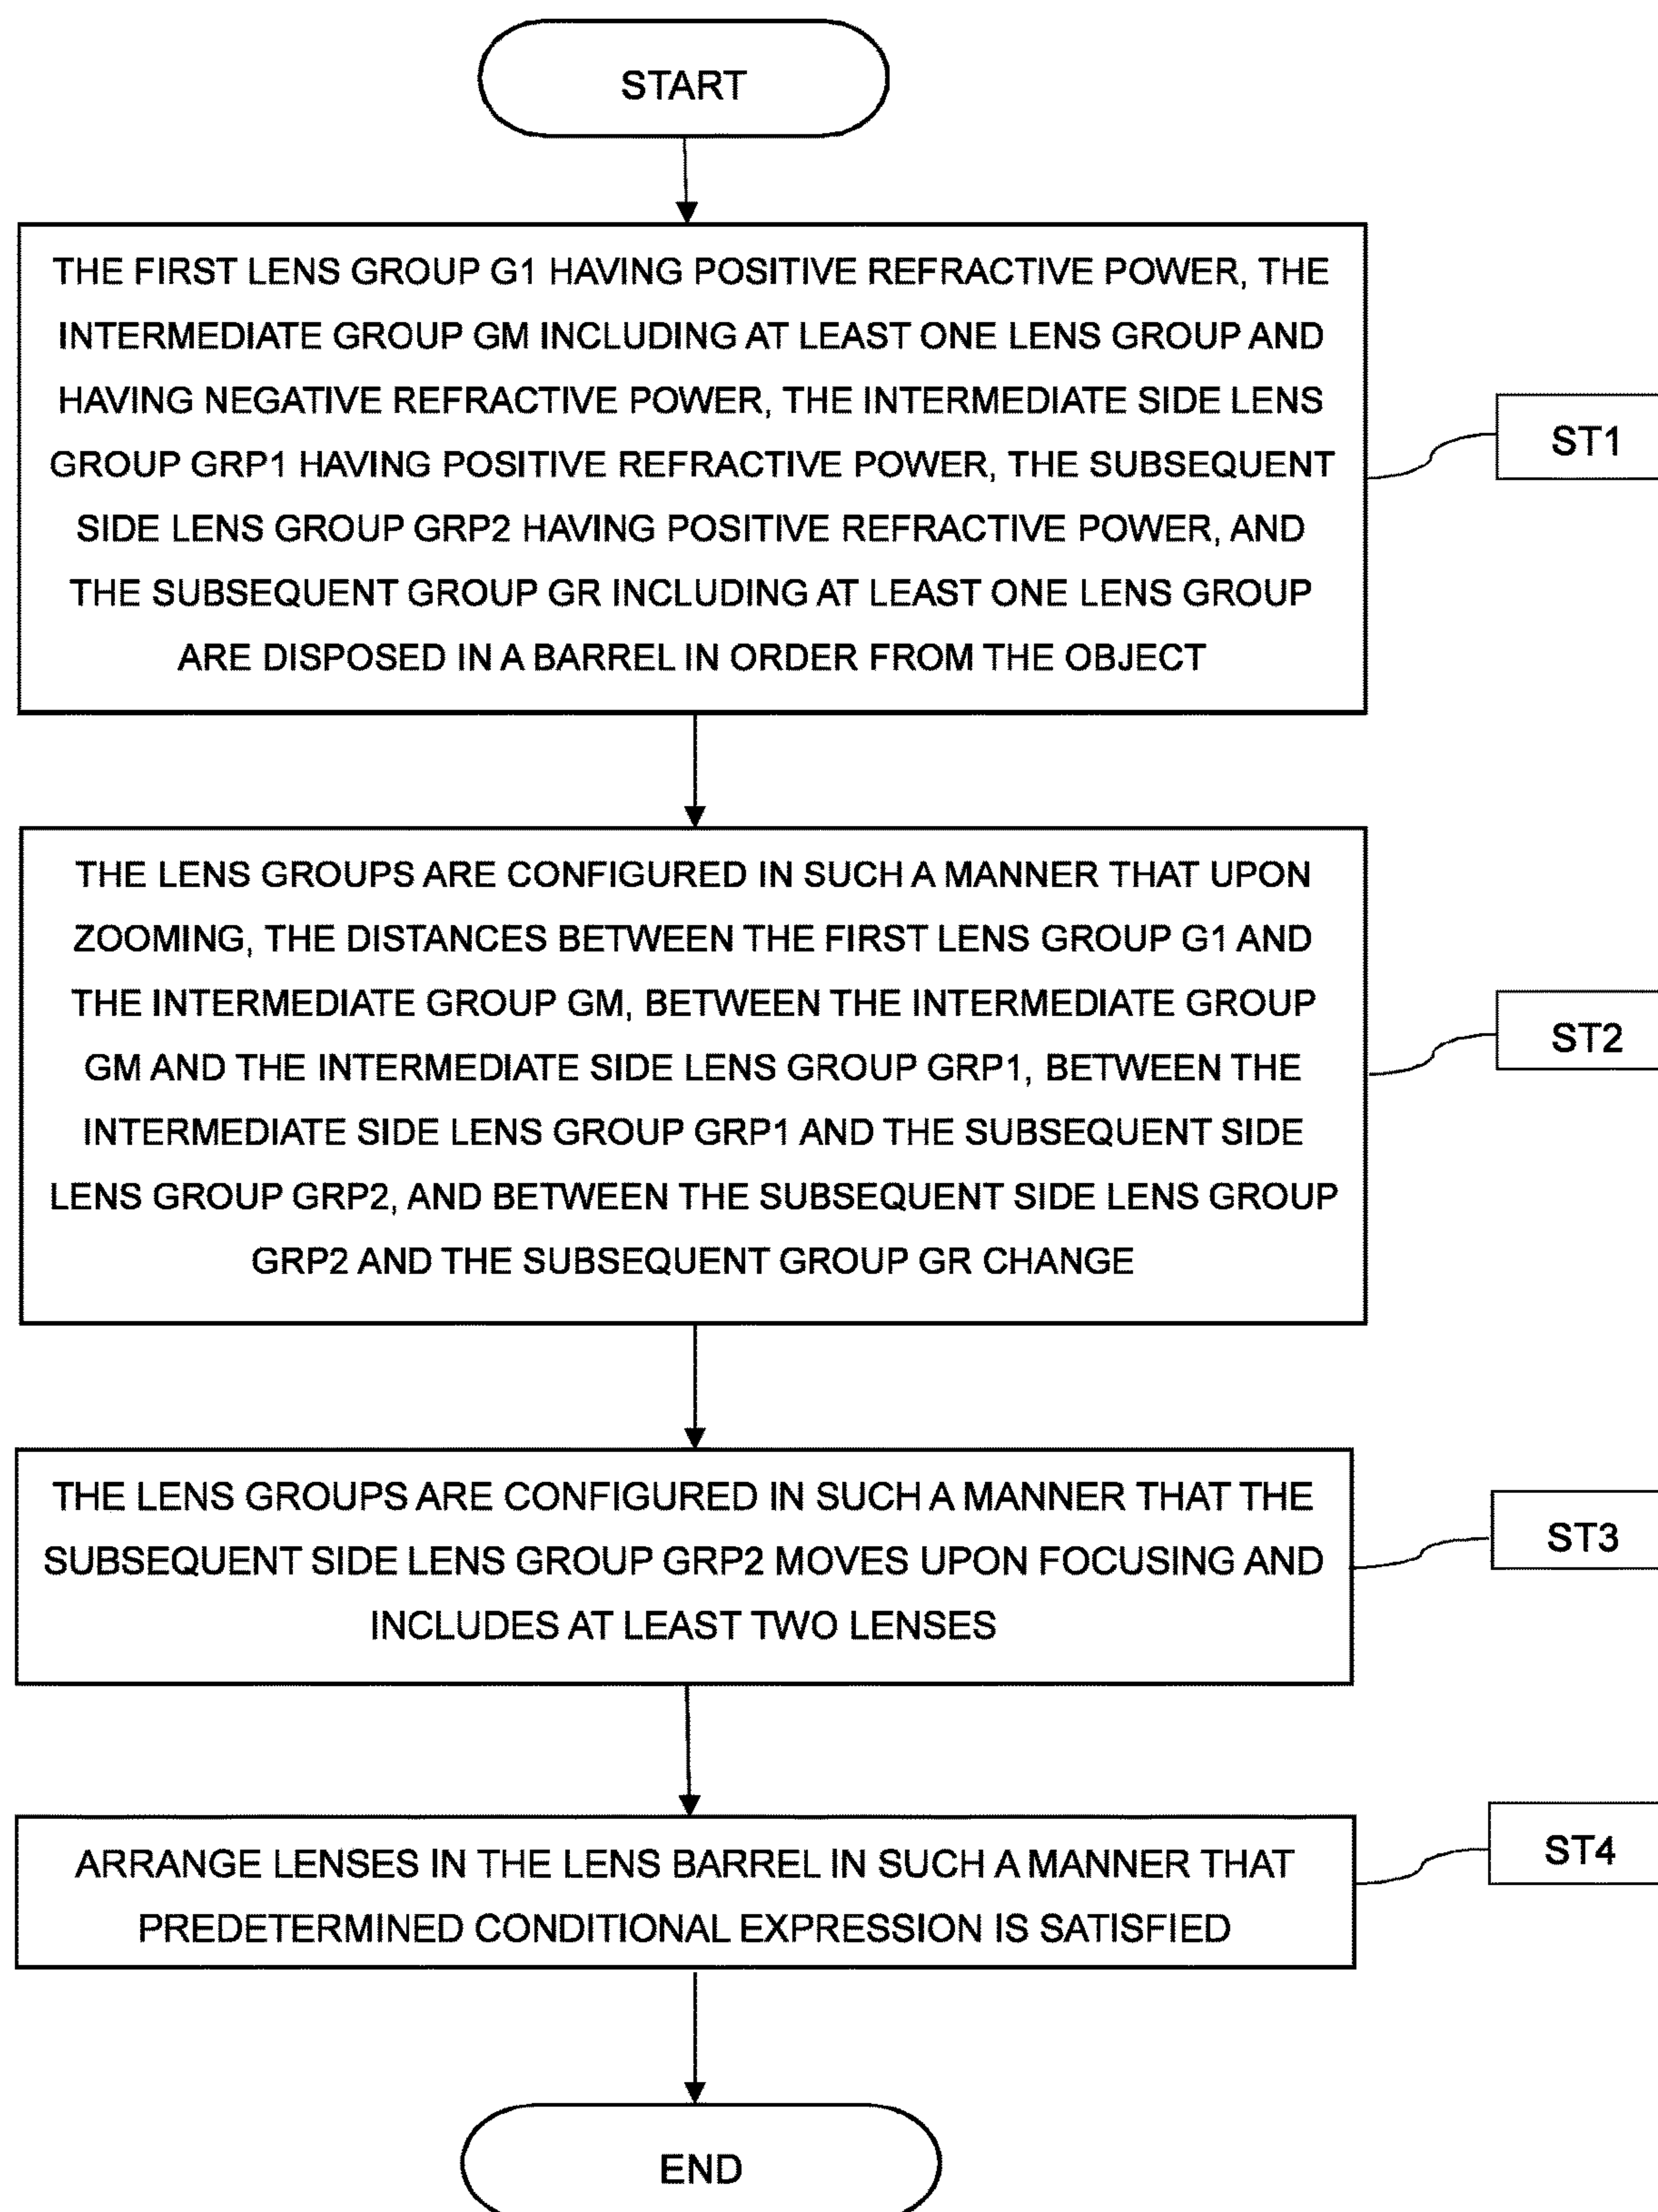 START
THE FIRST LENS GROUP G1 HAVING POSITIVE REFRACTIVE POWER, THE
INTERMEDIATE GROUP GM INCLUDING AT LEAST ONE LENS GROUP AND
HAVING NEGATIVE REFRACTIVE POWER, THE INTERMEDIATE SIDE LENS
GROUP GRP1 HAVING POSITIVE REFRACTIVE POWER, THE SUBSEQUENT
SIDE LENS GROUP GRP2 HAVING POSITIVE REFRACTIVE POWER, AND
THE SUBSEQUENT GROUP GR INCLUDING AT LEAST ONE LENS GROUP
ARE DISPOSED IN A BARREL IN ORDER FROM THE OBJECT
ST1
THE LENS GROUPS ARE CONFIGURED IN SUCH A MANNER THAT UPON
ZOOMING, THE DISTANCES BETWEEN THE FIRST LENS GROUP G1 AND
THE INTERMEDIATE GROUP GM, BETWEEN THE INTERMEDIATE GROUP
GM AND THE INTERMEDIATE SIDE LENS GROUP GRP1, BETWEEN THE
INTERMEDIATE SIDE LENS GROUP GRP1 AND THE SUBSEQUENT SIDE
LENS GROUP GRP2, AND BETWEEN THE SUBSEQUENT SIDE LENS GROUP
GRP2 AND THE SUBSEQUENT GROUP GR CHANGE
ST2
THE LENS GROUPS ARE CONFIGURED IN SUCH A MANNER THAT THE
SUBSEQUENT SIDE LENS GROUP GRP2 MOVES UPON FOCUSING AND
INCLUDES AT LEAST TWO LENSES
ST3
ARRANGE LENSES IN THE LENS BARREL IN SUCH A MANNER THAT
PREDETERMINED CONDITIONAL EXPRESSION IS SATISFIED
ST4
END